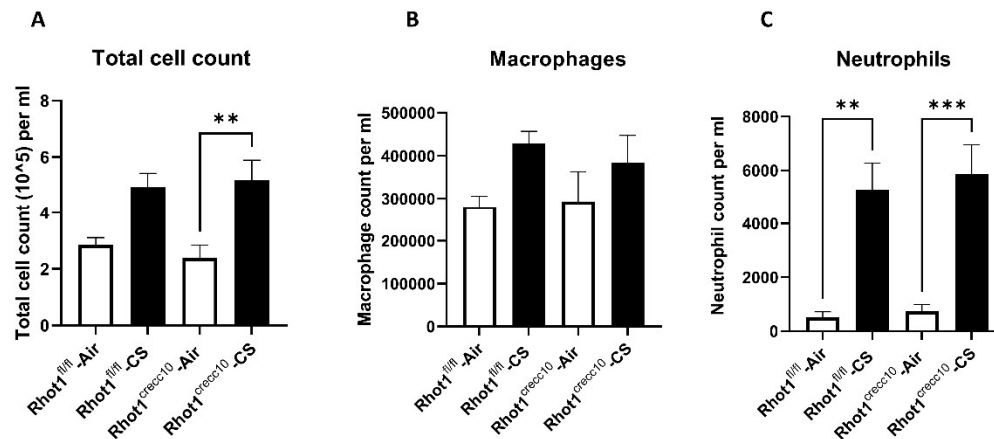 A
Total cell count
Total cell count (10^5) per ml
8
6
4
2
0
**
Rhot1fl/fl-Air
Rhot1fl/fl-CS
Rhot1crecc10-Air
Rhot1crecc10-CS
B
Macrophages
Macrophage count per ml
500000
400000
300000
200000
100000
0
Rhot1fl/fl-Air
Rhot1fl/fl-CS
Rhot1crecc10-Air
Rhot1crecc10-CS
C
Neutrophils
Neutrophil count per ml
8000
6000
4000
2000
0
**
***
Rhot1fl/fl-Air
Rhot1fl/fl-CS
Rhot1crecc10-Air
Rhot1crecc10-CS